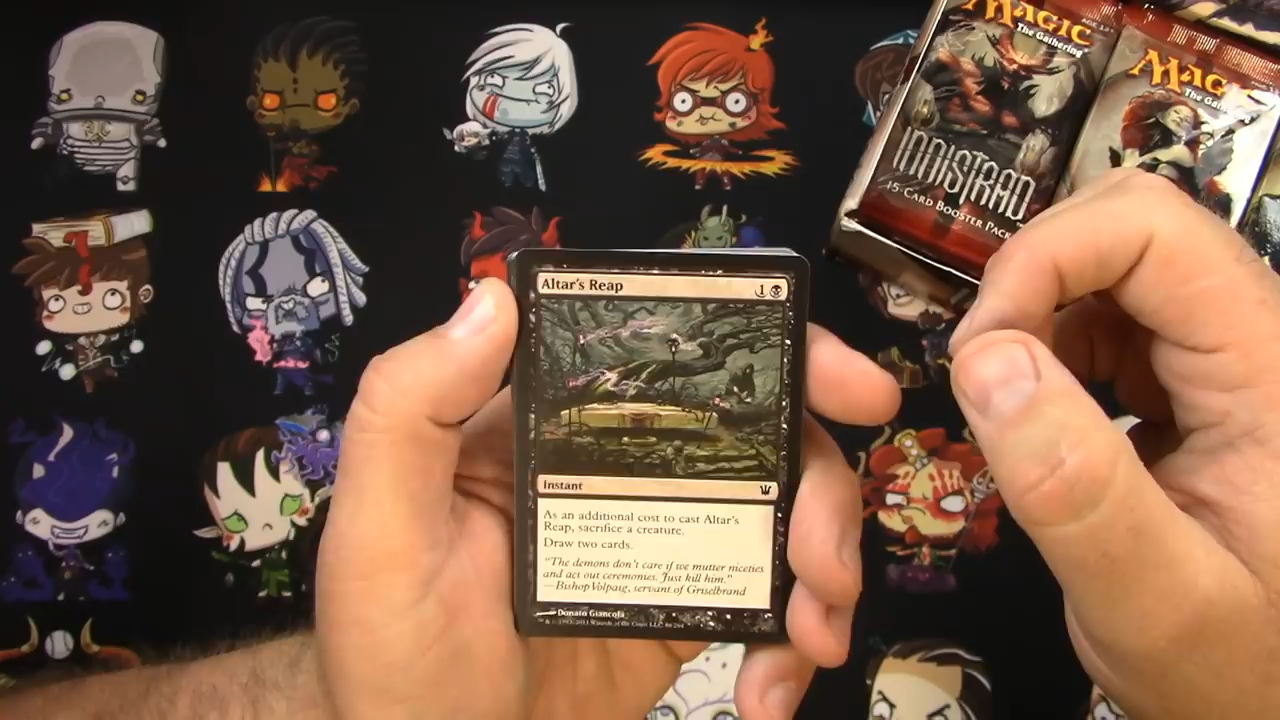 MAGIC
The Gathering
INNISTRAD
15-CARD BOOSTER PACK
MAGIC
The Gath
Altar's Reap 1
Instant
As an additional cost to cast Altar's
Reap, sacrifice a creature.
Draw two cards.
"The demons don't care if we mutter niceties
and act out ceremonies. Just kill him."
—Bishop Volpaig, servant of Griselbrand
Donato Giancola